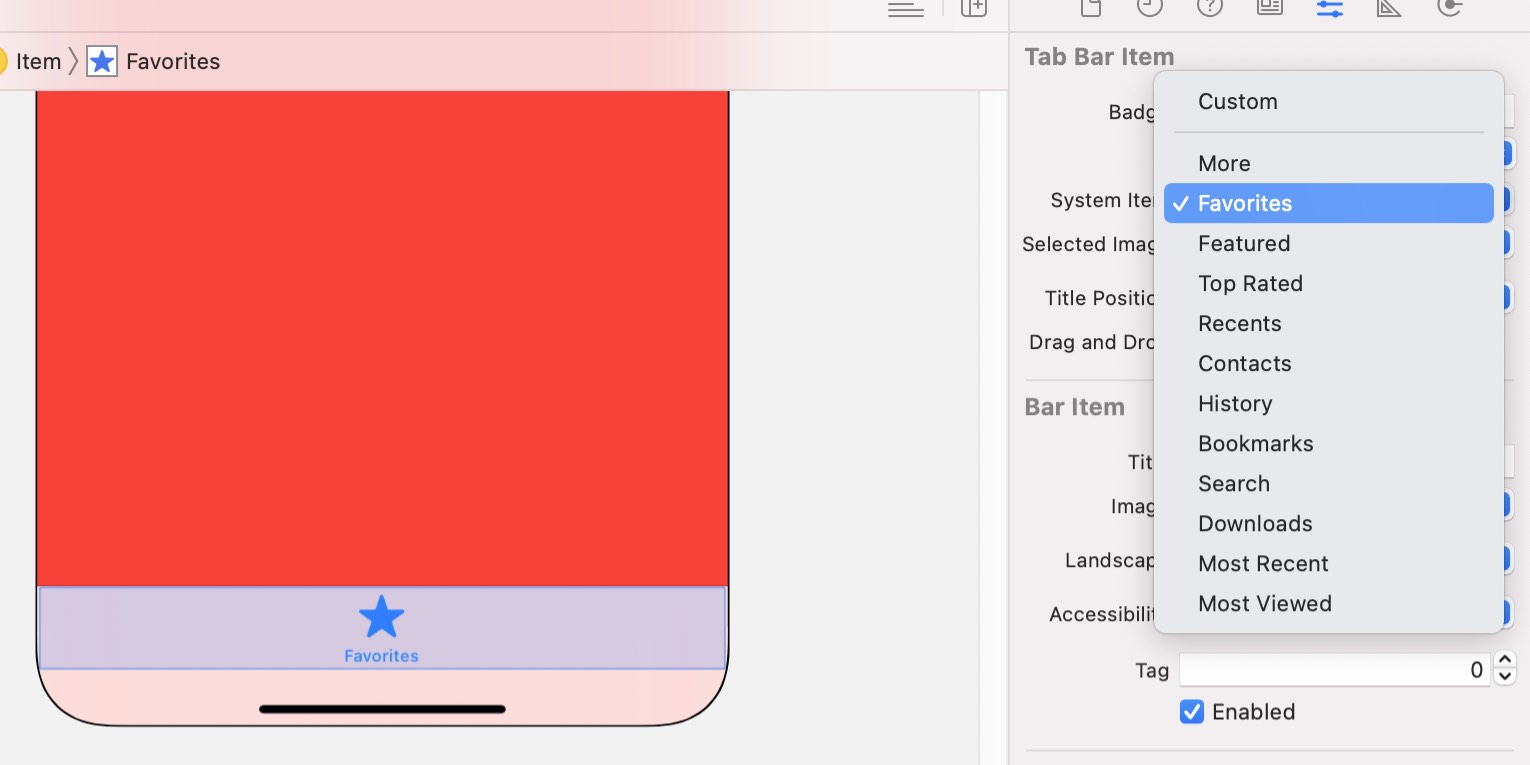 Item
Favorites
Tab Bar Item
Custom
Badg
More
System Iter
Favorites
Selected Imag
Featured
Top Rated
Title Positio
Recents
Drag and Dro
Contacts
Bar Item
History
Bookmarks
Tit
Search
Imag
Downloads
Landscap
Most Recent
Accessibilit
Most Viewed
Favorites
Tag
0
Enabled